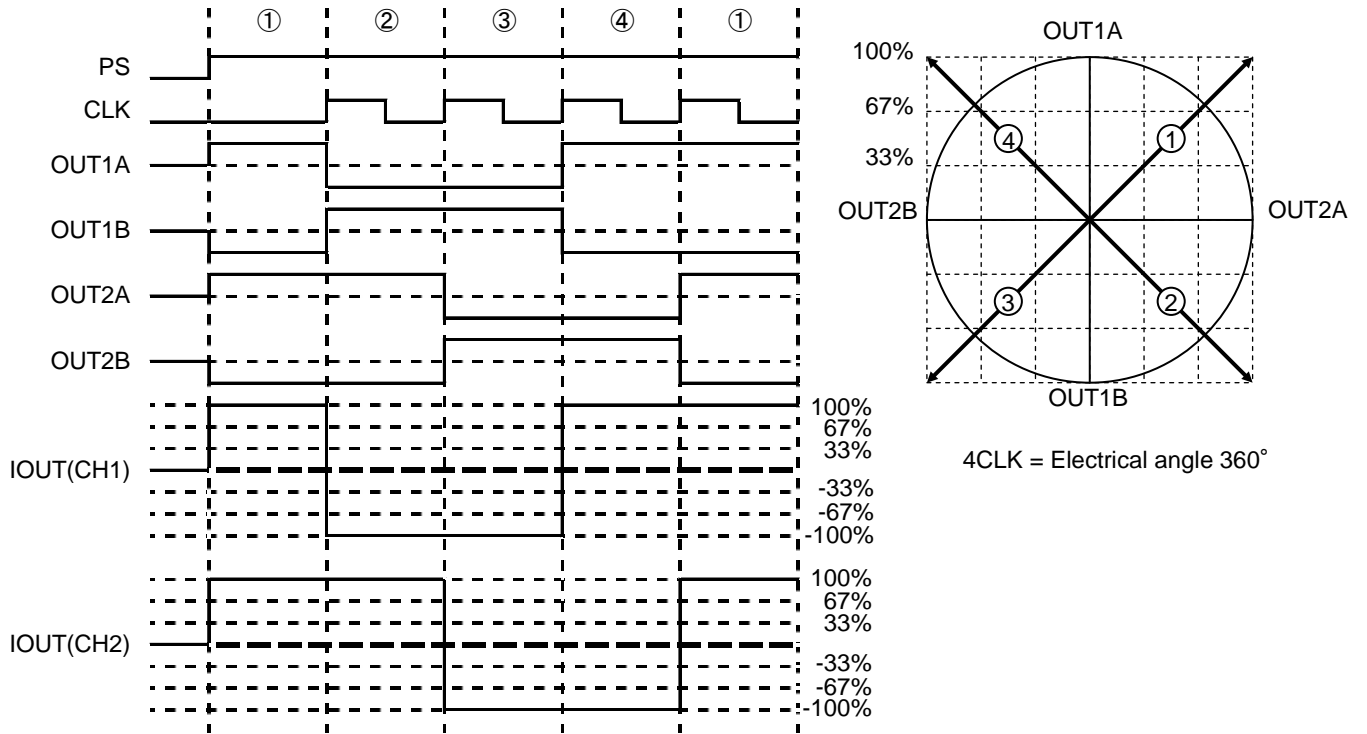 ① ② ③ ④ ①
PS
CLK
OUT1A
OUT1B
OUT2A
OUT2B
IOUT(CH1)
100%
67%
33%
-33%
-67%
-100%
IOUT(CH2)
100%
67%
33%
-33%
-67%
-100%
OUT1A
100%
67%
33%
④ ①
OUT2B OUT2A
③ ②
OUT1B
4CLK = Electrical angle 360°